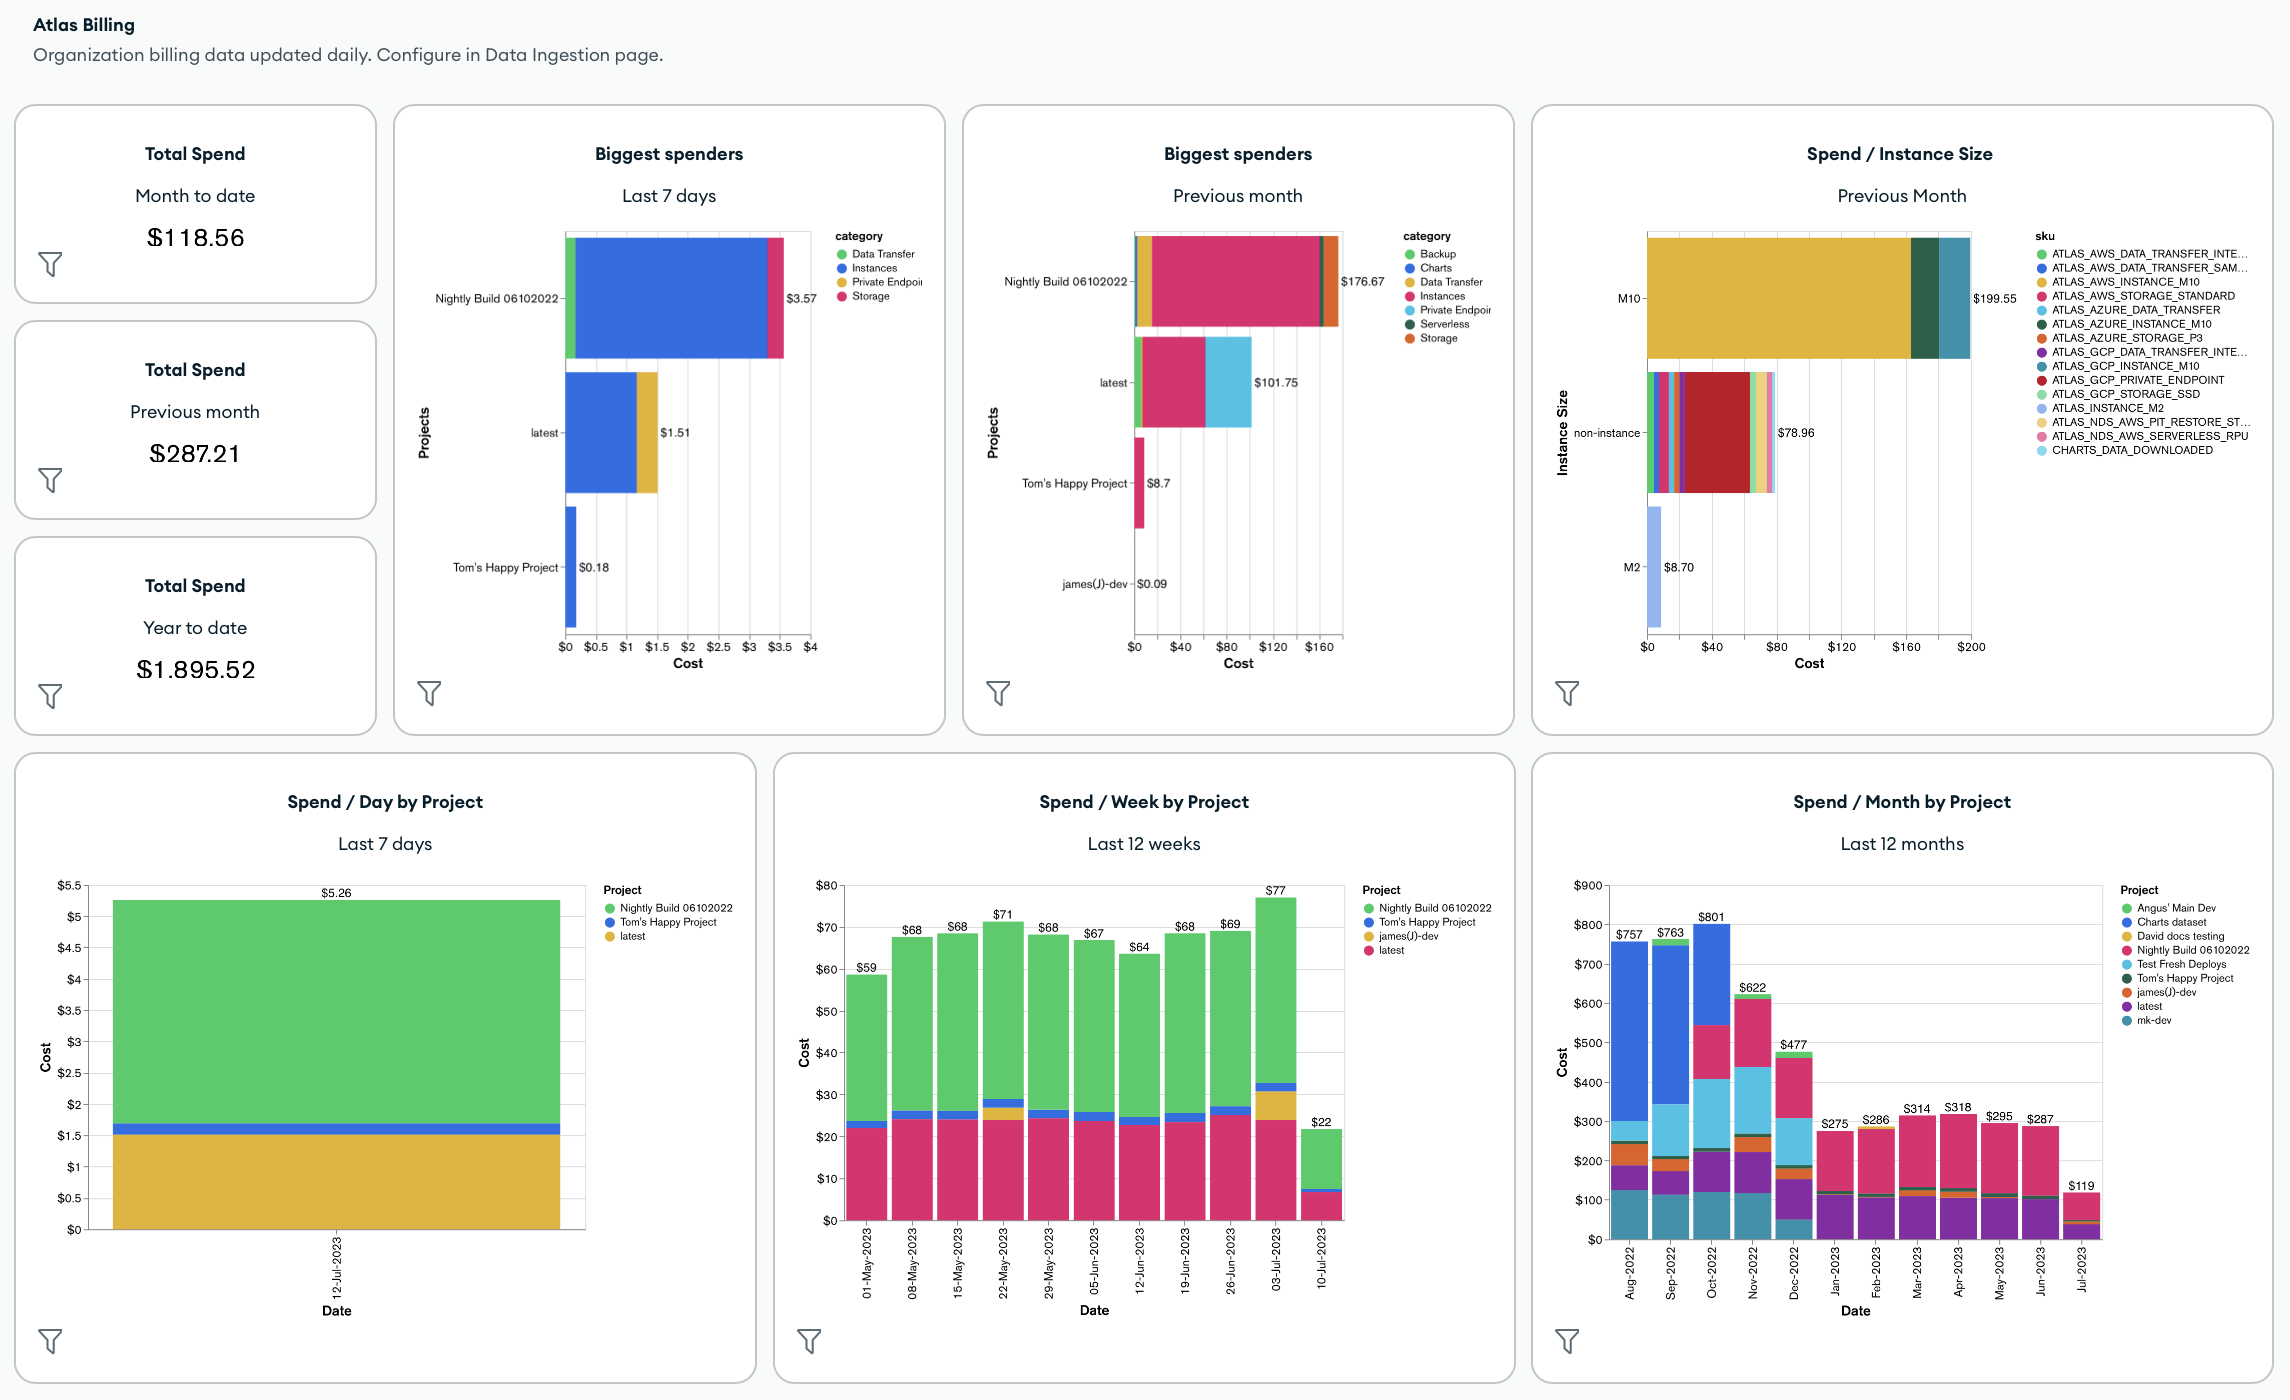 Atlas Billing
Organization billing data updated daily. Configure in Data Ingestion page.
Total Spend
Month to date
$118.56
Total Spend
Previous month
$287.21
Total Spend
Year to date
$1,895.52
Biggest spenders
Last 7 days
category
Data Transfer
Instances
Private Endpoi
Storage
Projects
Nightly Build 06102022
$3.57
latest
$1.51
Tom's Happy Project
$0.18
$0 $0.5 $1 $1.5 $2 $2.5 $3 $3.5 $4
Cost
Biggest spenders
Previous month
category
Backup
Charts
Data Transfer
Instances
Private Endpoir
Serverless
Storage
Projects
Nightly Build 06102022
$176.67
latest
$101.75
Tom's Happy Project
$8.7
james(J)-dev
$0.09
$0 $40 $80 $120 $160
Cost
Spend / Instance Size
Previous Month
sku
ATLAS_AWS_DATA_TRANSFER_INTE...
ATLAS_AWS_DATA_TRANSFER_SAM...
ATLAS_AWS_INSTANCE_M10
ATLAS_AWS_STORAGE_STANDARD
ATLAS_AZURE_DATA_TRANSFER
ATLAS_AZURE_INSTANCE_M10
ATLAS_AZURE_STORAGE_P3
ATLAS_GCP_DATA_TRANSFER_INTE...
ATLAS_GCP_INSTANCE_M10
ATLAS_GCP_PRIVATE_ENDPOINT
ATLAS_GCP_STORAGE_SSD
ATLAS_INSTANCE_M2
ATLAS_NDS_AWS_PIT_RESTORE_ST...
ATLAS_NDS_AWS_SERVERLESS_RPU
CHARTS_DATA_DOWNLOADED
Instance Size
M10
$199.55
non-instance
$78.96
M2
$8.70
$0 $40 $80 $120 $160 $200
Cost
Spend / Day by Project
Last 7 days
Project
Nightly Build 06102022
Tom's Happy Project
latest
Cost
$5.5
$5
$4.5
$4
$3.5
$3
$2.5
$2
$1.5
$1
$0.5
$0
$5.26
12-Jul-2023
Date
Spend / Week by Project
Last 12 weeks
Project
Nightly Build 06102022
Tom's Happy Project
james(J)-dev
latest
Cost
$80
$70
$60
$50
$40
$30
$20
$10
$0
$59 $68 $68 $71 $68 $67 $64 $68 $69 $77 $22
01-May-2023 08-May-2023 15-May-2023 22-May-2023 29-May-2023 05-Jun-2023 12-Jun-2023 19-Jun-2023 26-Jun-2023 03-Jul-2023 10-Jul-2023
Date
Spend / Month by Project
Last 12 months
Project
Angus' Main Dev
Charts dataset
David docs testing
Nightly Build 06102022
Test Fresh Deploys
Tom's Happy Project
james(J)-dev
latest
mk-dev
Cost
$900
$800
$700
$600
$500
$400
$300
$200
$100
$0
$757 $763 $801 $622 $477 $275 $286 $314 $318 $295 $287 $119
Aug-2022 Sep-2022 Oct-2022 Nov-2022 Dec-2022 Jan-2023 Feb-2023 Mar-2023 Apr-2023 May-2023 Jun-2023 Jul-2023
Date